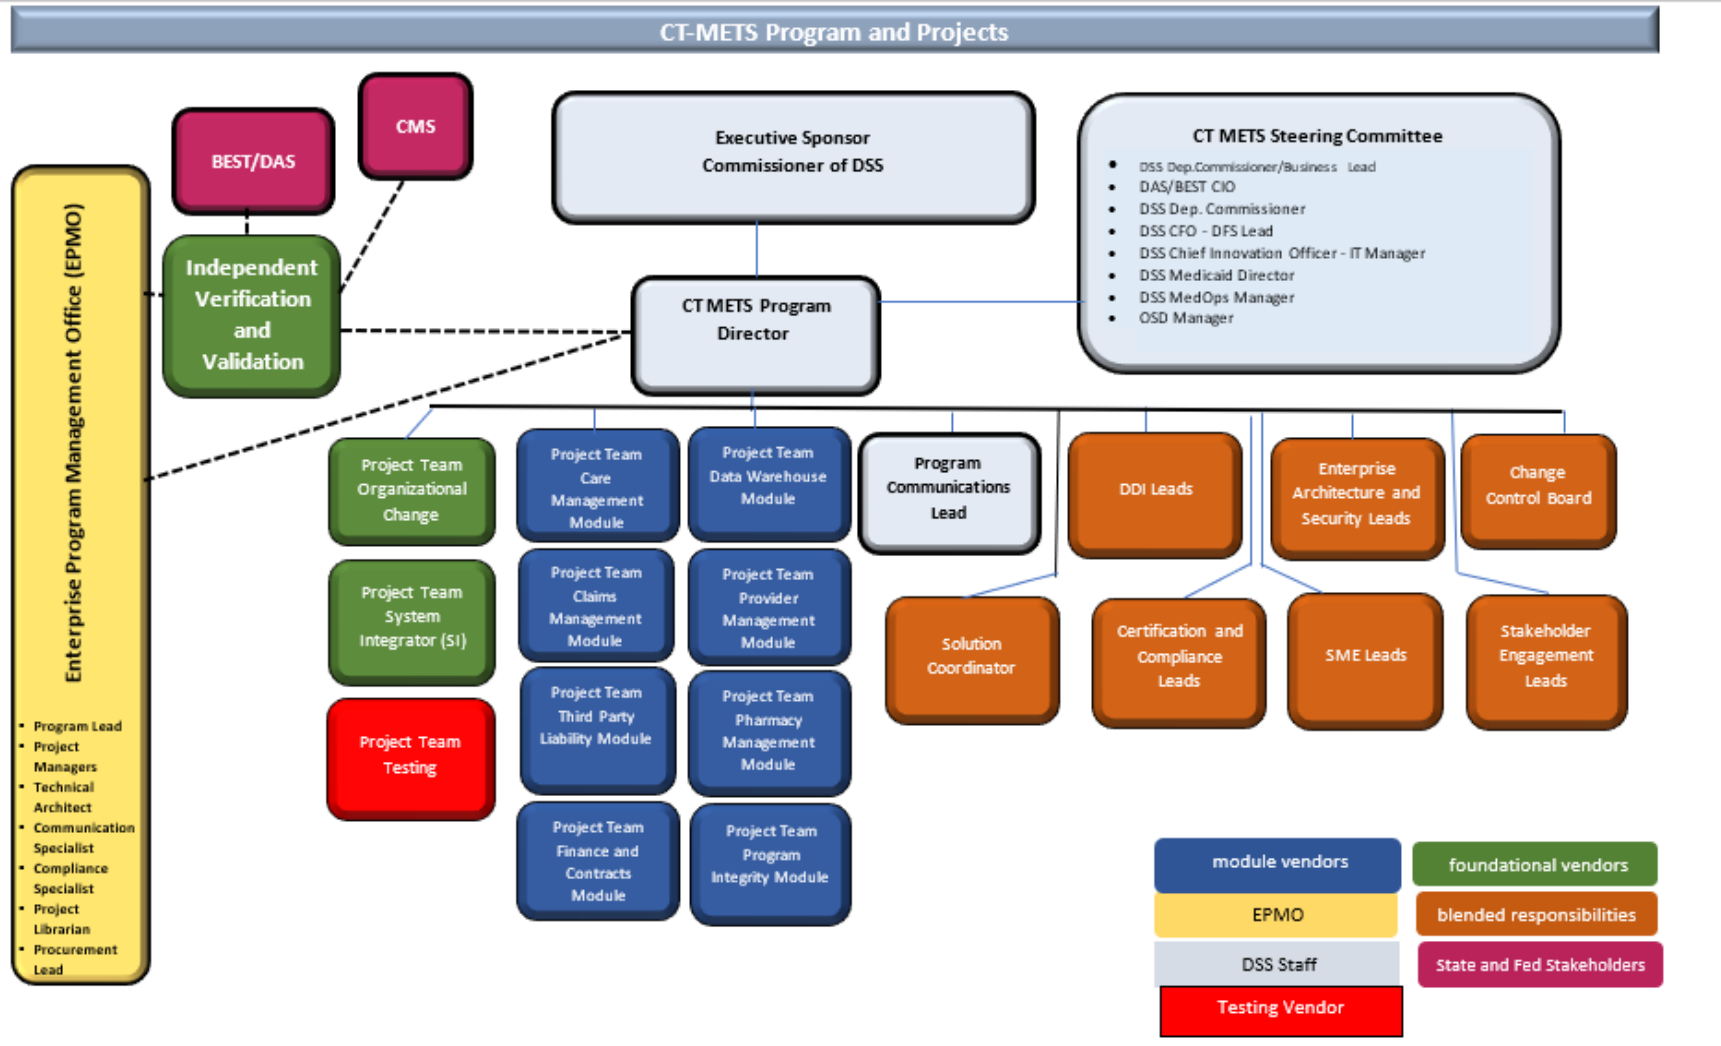 CT-METS Program and Projects
CMS
BEST/DAS
Executive Sponsor
Commissioner of DSS
CT METS Steering Committee
• DSS Dep.Commissioner/Business Lead
• DAS/BEST CIO
• DSS Dep. Commissioner
• DSS CFO - DFS Lead
• DSS Chief Innovation Officer - IT Manager
• DSS Medicaid Director
• DSS MedOps Manager
• OSD Manager
Enterprise Program Management Office (EPMO)
▪ Program Lead
▪ Project
Managers
▪ Technical
Architect
▪ Communication
Specialist
▪ Compliance
Specialist
▪ Project
Librarian
▪ Procurement
Lead
Independent
Verification
and
Validation
CT METS Program
Director
Project Team
Organizational
Change
Project Team
System
Integrator (SI)
Project Team
Testing
Project Team
Care
Management
Module
Project Team
Claims
Management
Module
Project Team
Third Party
Liability Module
Project Team
Finance and
Contracts
Module
Project Team
Data Warehouse
Module
Project Team
Provider
Management
Module
Project Team
Pharmacy
Management
Module
Project Team
Program
Integrity Module
Program
Communications
Lead
DDI Leads
Enterprise
Architecture and
Security Leads
Change
Control Board
Solution
Coordinator
Certification and
Compliance
Leads
SME Leads
Stakeholder
Engagement
Leads
module vendors
foundational vendors
EPMO
blended responsibilities
DSS Staff
State and Fed Stakeholders
Testing Vendor